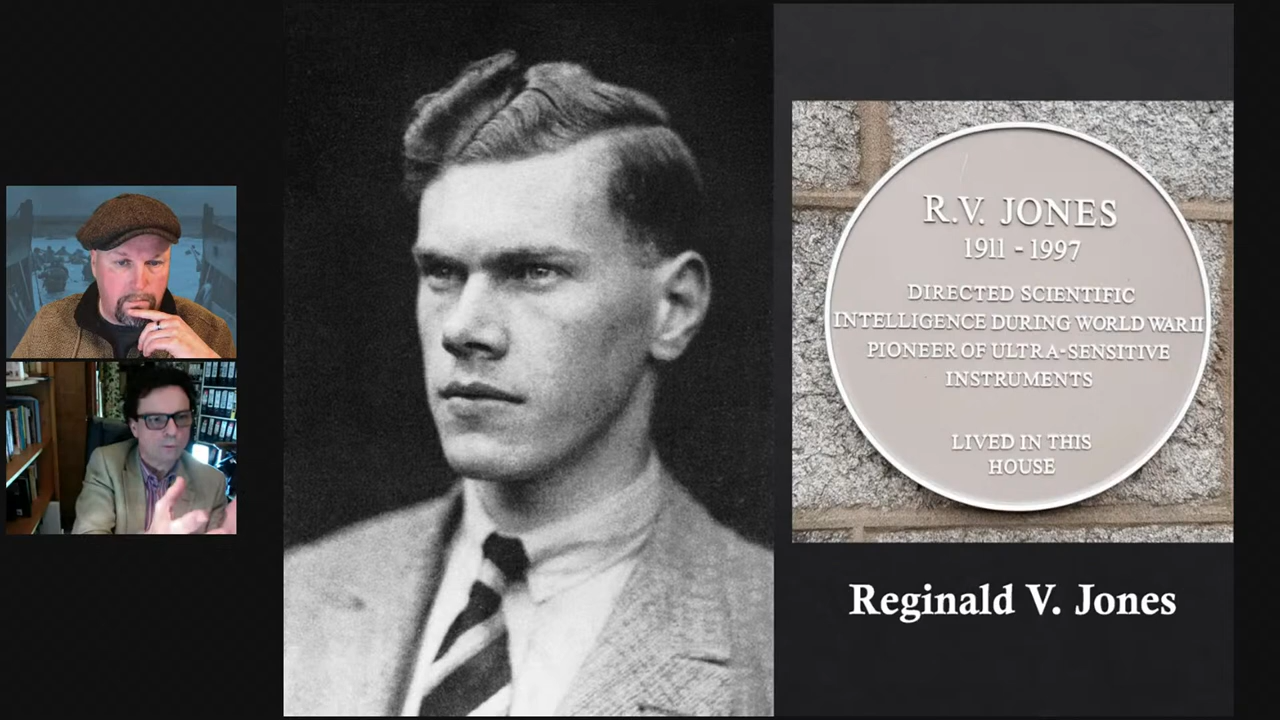 R.V. JONES
1911 - 1997
DIRECTED SCIENTIFIC
INTELLIGENCE DURING WORLD WAR II
PIONEER OF ULTRA-SENSITIVE
INSTRUMENTS
LIVED IN THIS
HOUSE
Reginald V. Jones